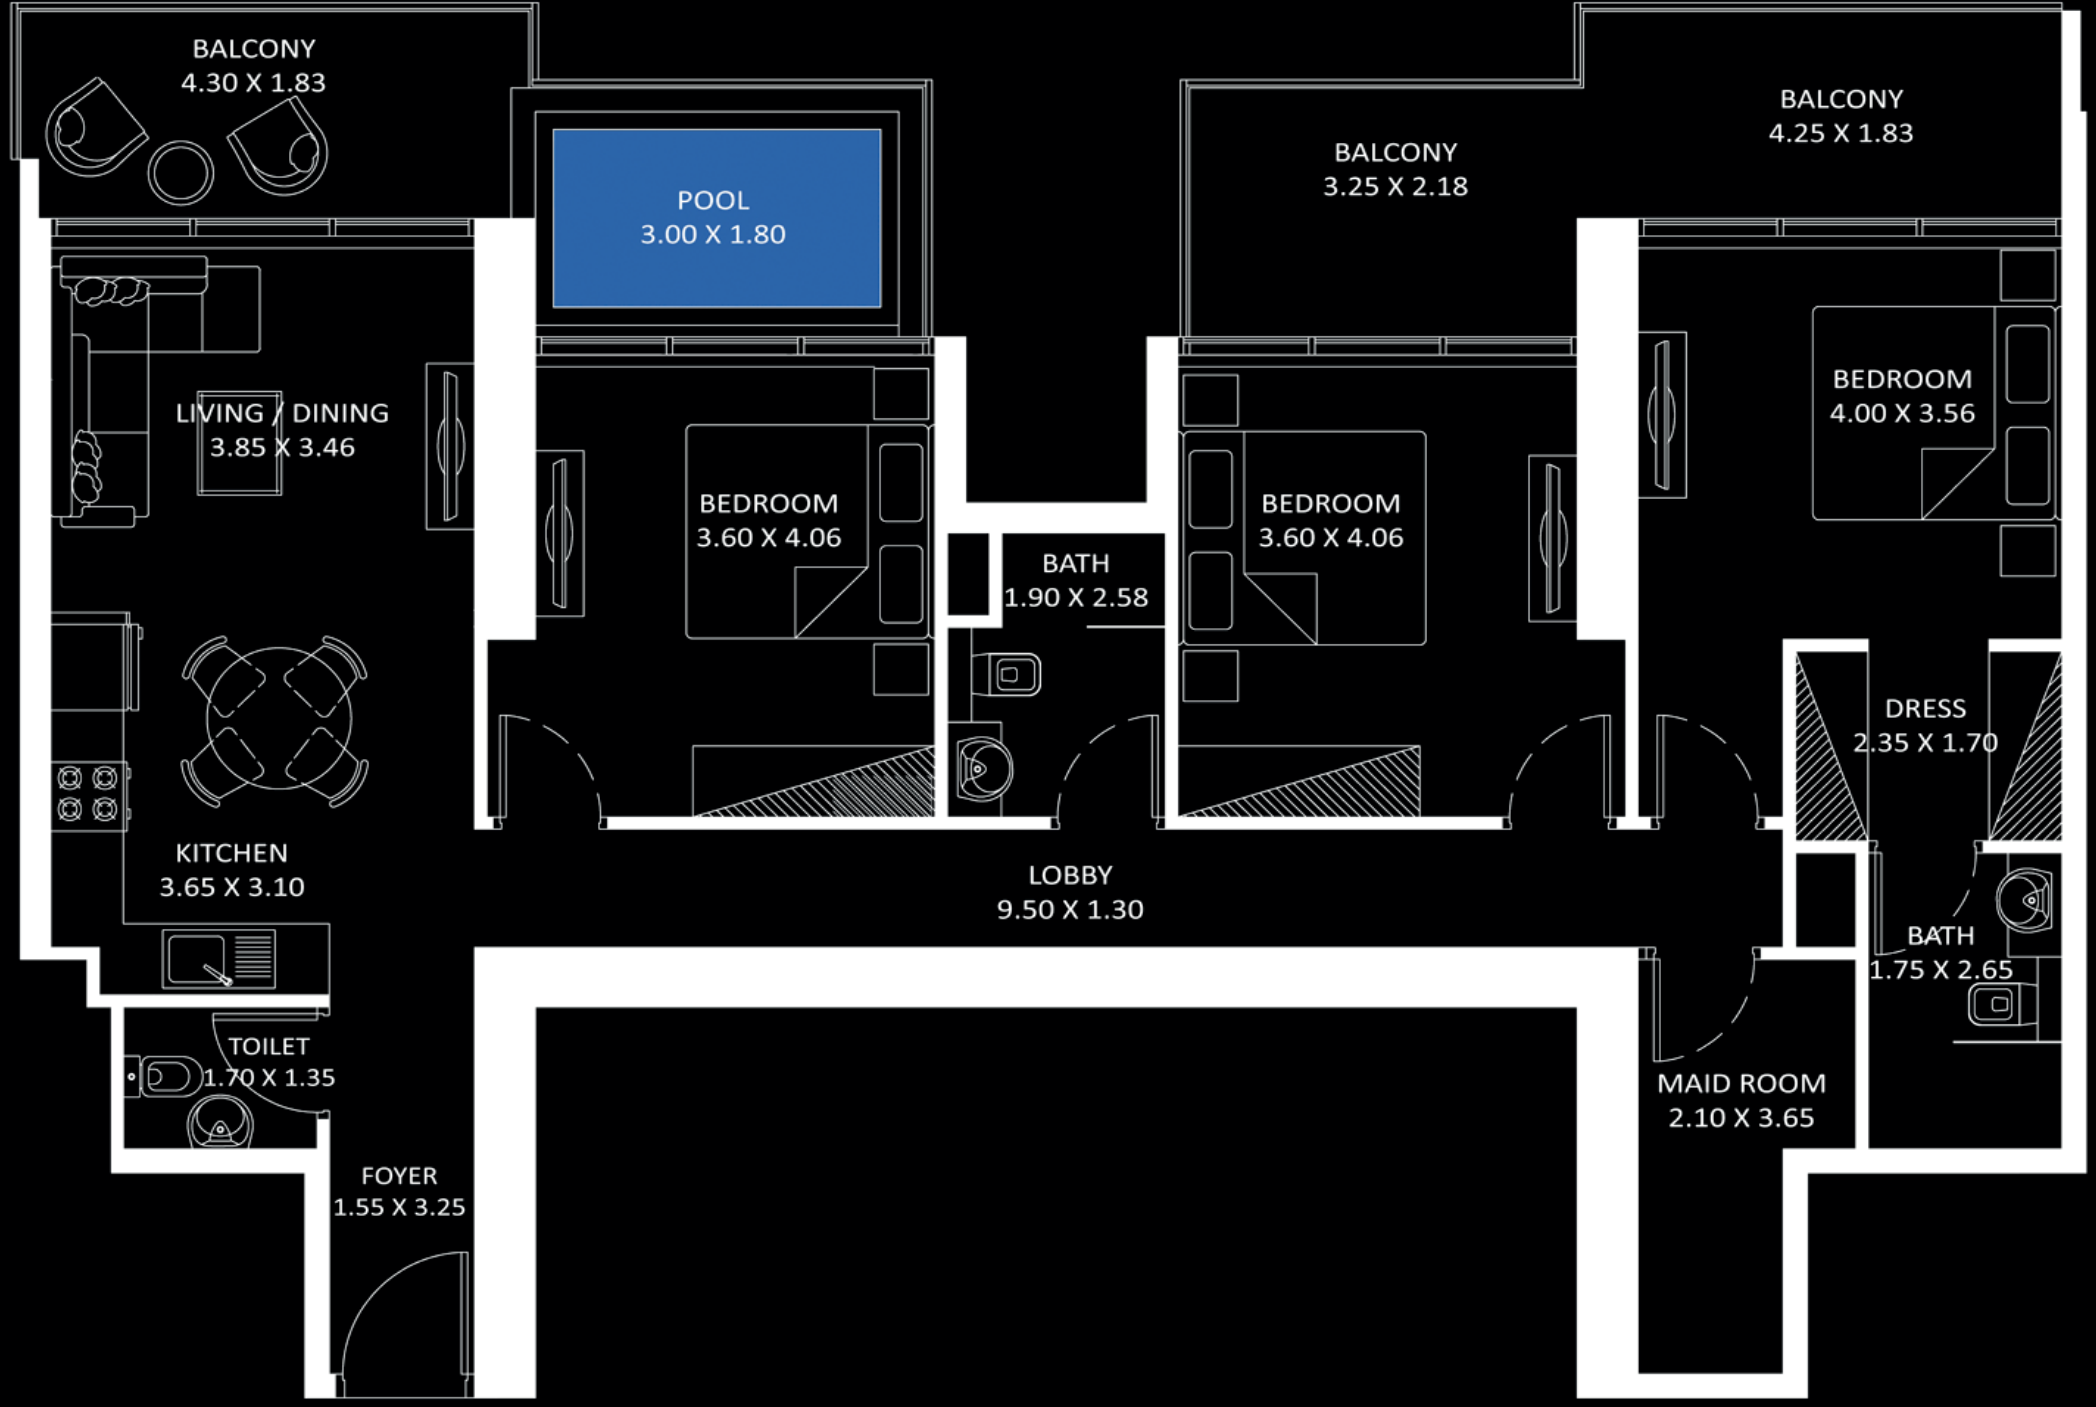 BALCONY
4.30 X 1.83
POOL
3.00 X 1.80
BALCONY
3.25 X 2.18
BALCONY
4.25 X 1.83
LIVING / DINING
3.85 X 3.46
BEDROOM
3.60 X 4.06
BATH
1.90 X 2.58
BEDROOM
3.60 X 4.06
BEDROOM
4.00 X 3.56
DRESS
2.35 X 1.70
KITCHEN
3.65 X 3.10
LOBBY
9.50 X 1.30
BATH
1.75 X 2.65
TOILET
1.70 X 1.35
MAID ROOM
2.10 X 3.65
FOYER
1.55 X 3.25